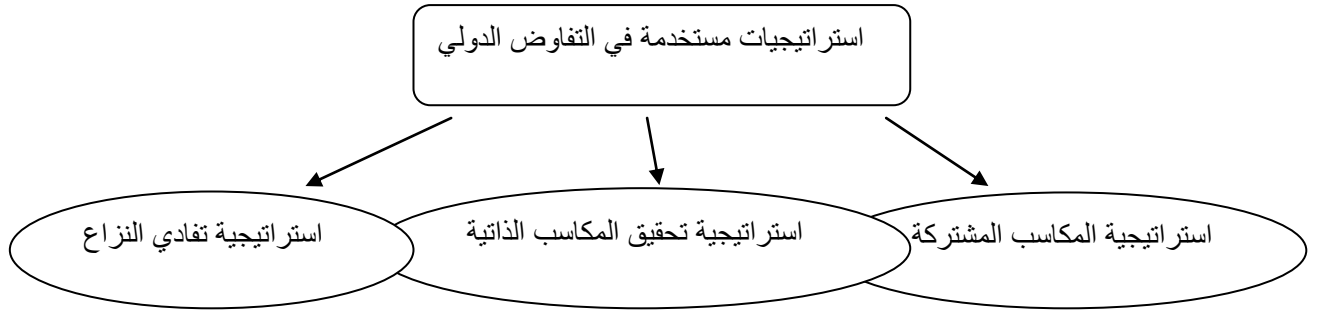 استراتيجيات مستخدمة في التفاوض الدولي
استراتيجية المكاسب المشتركة
استراتيجية تحقيق المكاسب الذاتية
استراتيجية تفادي النزاع